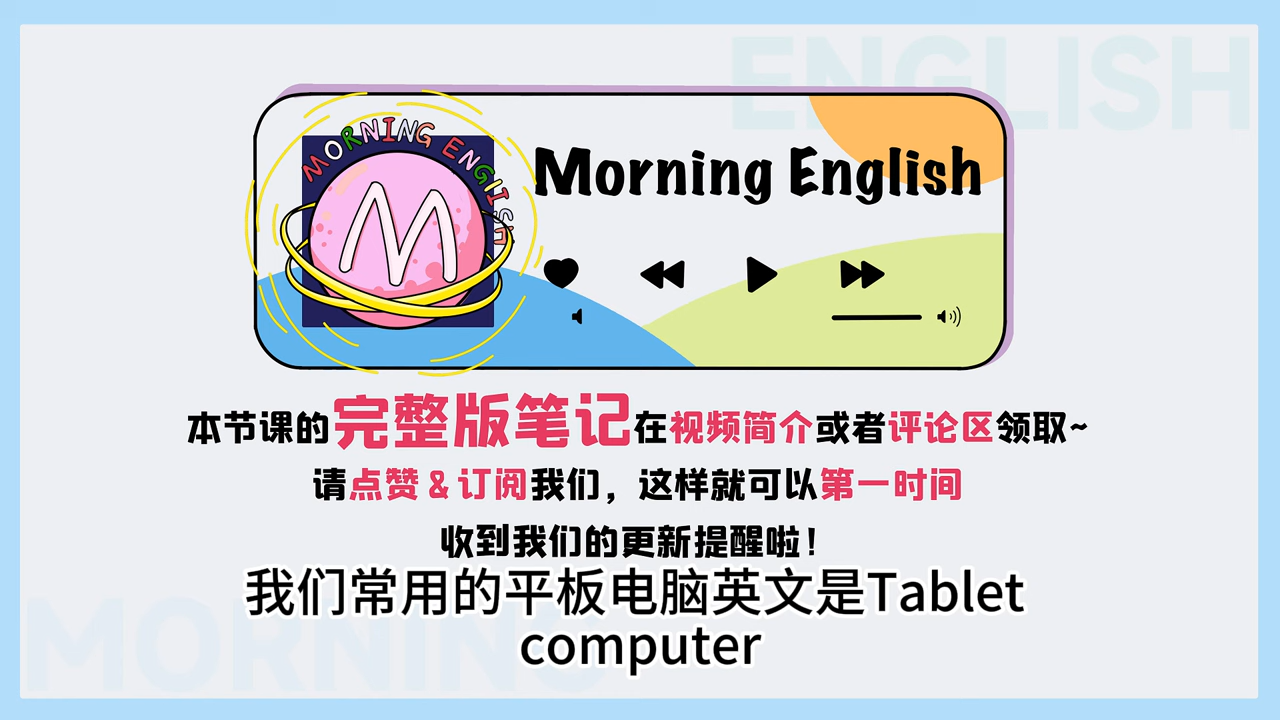 ENGLISH
MORNING ENGlISh
M
Morning English
本节课的完整版笔记在视频简介或者评论区领取~
请点赞&订阅我们，这样就可以第一时间
收到我们的更新提醒啦！
我们常用的平板电脑英文是Tablet
computer
MORNING